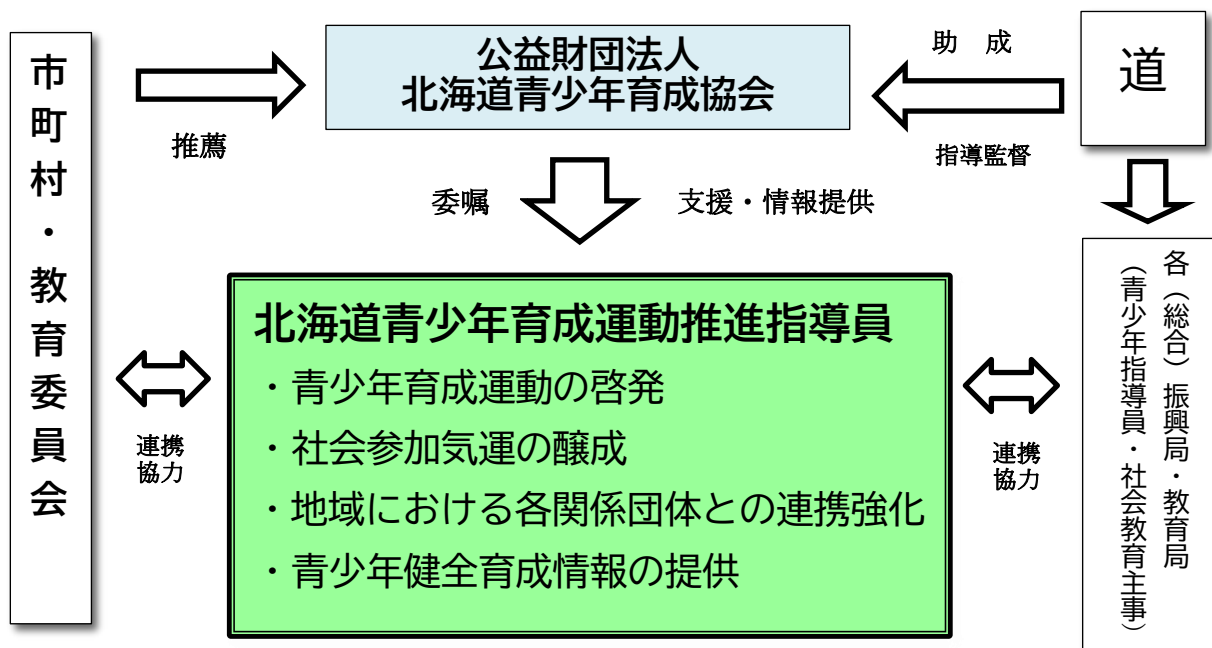 市町村・教育委員会
推薦
公益財団法人
北海道青少年育成協会
助　成
指導監督
道
委嘱
支援・情報提供
北海道青少年育成運動推進指導員
・青少年育成運動の啓発
・社会参加気運の醸成
・地域における各関係団体との連携強化
・青少年健全育成情報の提供
連携
協力
連携
協力
各（総合）振興局・教育局
（青少年指導員・社会教育主事）